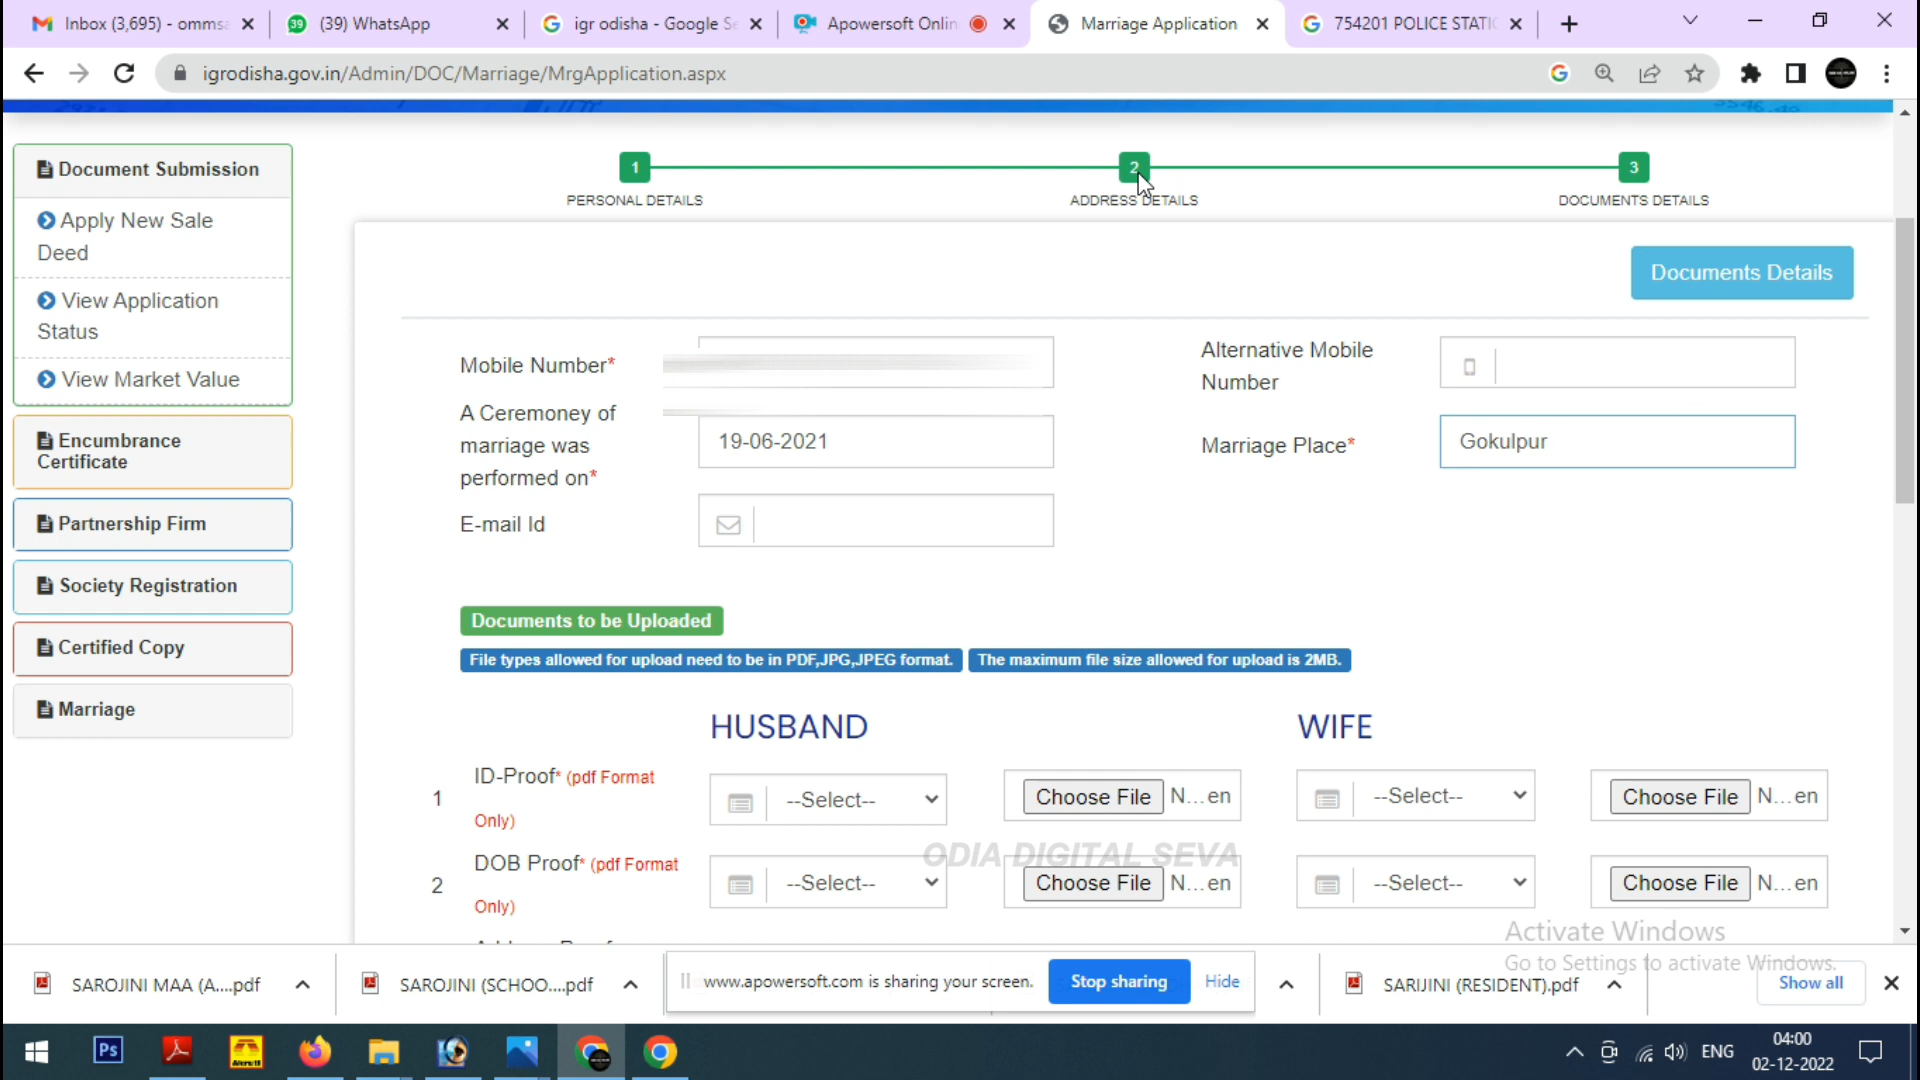 Inbox (3,695) - ommsa
(39) WhatsApp
igr odisha - Google Se
Apowersoft Onlin
Marriage Application
754201 POLICE STATIO
igrodisha.gov.in/Admin/DOC/Marriage/MrgApplication.aspx
Document Submission
Apply New Sale
Deed
View Application
Status
View Market Value
Encumbrance
Certificate
Partnership Firm
Society Registration
Certified Copy
Marriage
1
2
3
PERSONAL DETAILS
ADDRESS DETAILS
DOCUMENTS DETAILS
Documents Details
Mobile Number*
Alternative Mobile
Number
A Ceremoney of
marriage was
performed on*
19-06-2021
Marriage Place*
Gokulpur
E-mail Id
Documents to be Uploaded
File types allowed for upload need to be in PDF,JPG,JPEG format.
The maximum file size allowed for upload is 2MB.
HUSBAND
WIFE
1
ID-Proof* (pdf Format
Only)
--Select--
Choose File N...en
--Select--
Choose File N...en
ODIA DIGITAL SEVA
2
DOB Proof* (pdf Format
Only)
--Select--
Choose File N...en
--Select--
Choose File N...en
Activate Windows
Go to Settings to activate Windows.
SAROJINI MAA (A....pdf
SAROJINI (SCHOO....pdf
www.apowersoft.com is sharing your screen.
Stop sharing
Hide
SARIJINI (RESIDENT).pdf
Show all
Ps
ENG
04:00
02-12-2022